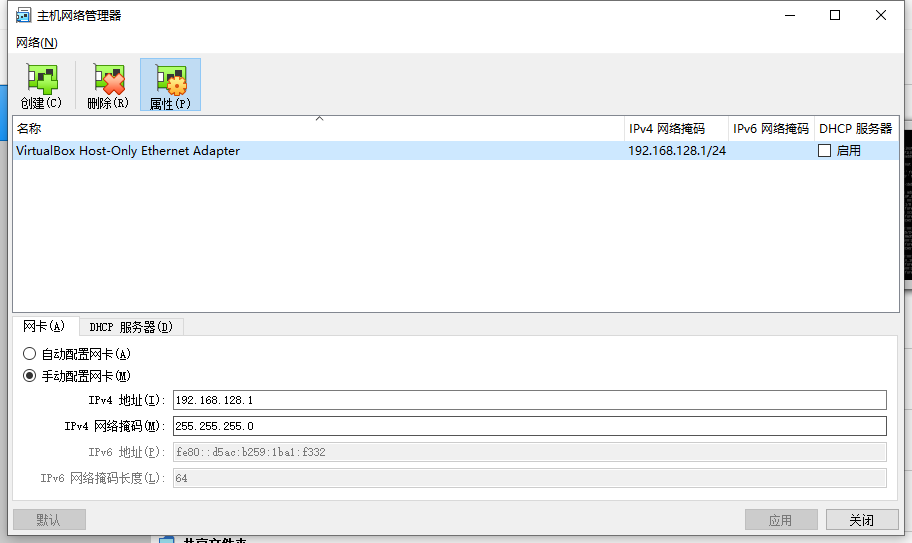 主机网络管理器
网络(N)
创建(C) 删除(R) 属性(P)
名称 IPv4 网络掩码 IPv6 网络掩码 DHCP 服务器
VirtualBox Host-Only Ethernet Adapter 192.168.128.1/24 启用
网卡(A) DHCP 服务器(D)
自动配置网卡(A)
手动配置网卡(M)
IPv4 地址(I): 192.168.128.1
IPv4 网络掩码(M): 255.255.255.0
IPv6 地址(P): fe80::d5ac:b259:1ba1:f332
IPv6 网络掩码长度(L): 64
默认 应用 关闭
共享文件夹